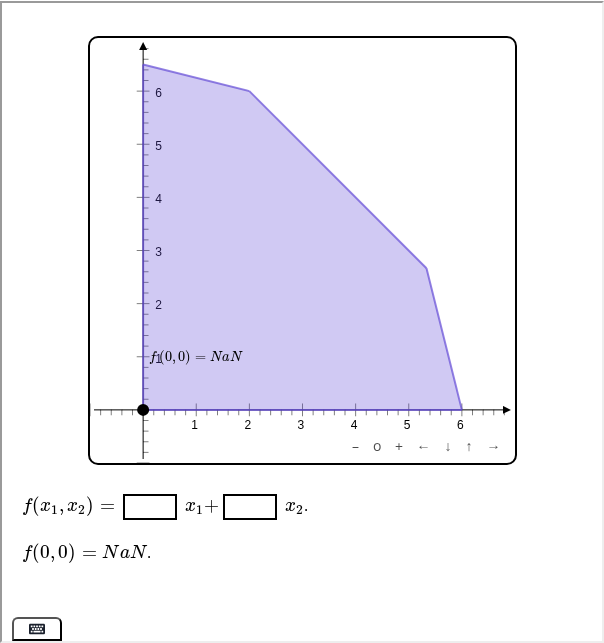 6
5
4
3
2
1
f(0,0) = NaN
1 2 3 4 5 6
− o + ← ↓ ↑ →
f(x₁, x₂) = x₁+ x₂.
f(0,0) = NaN.